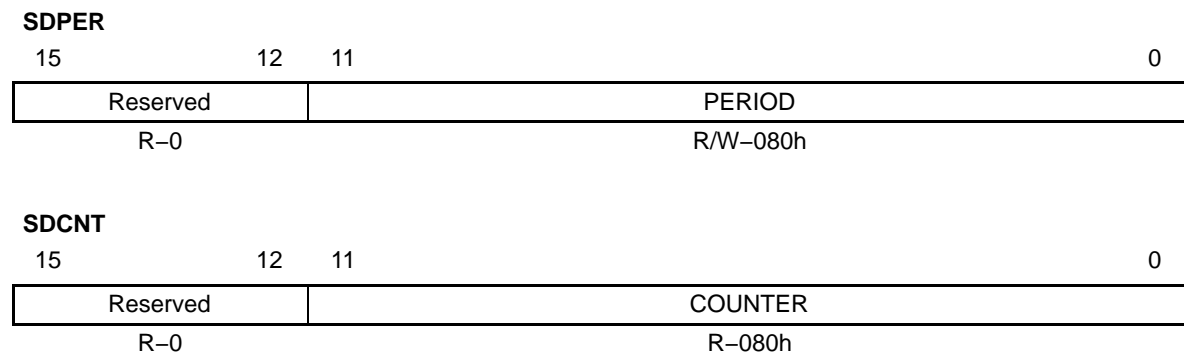 SDPER
15 12 11 0
Reserved PERIOD
R−0 R/W−080h
SDCNT
15 12 11 0
Reserved COUNTER
R−0 R−080h